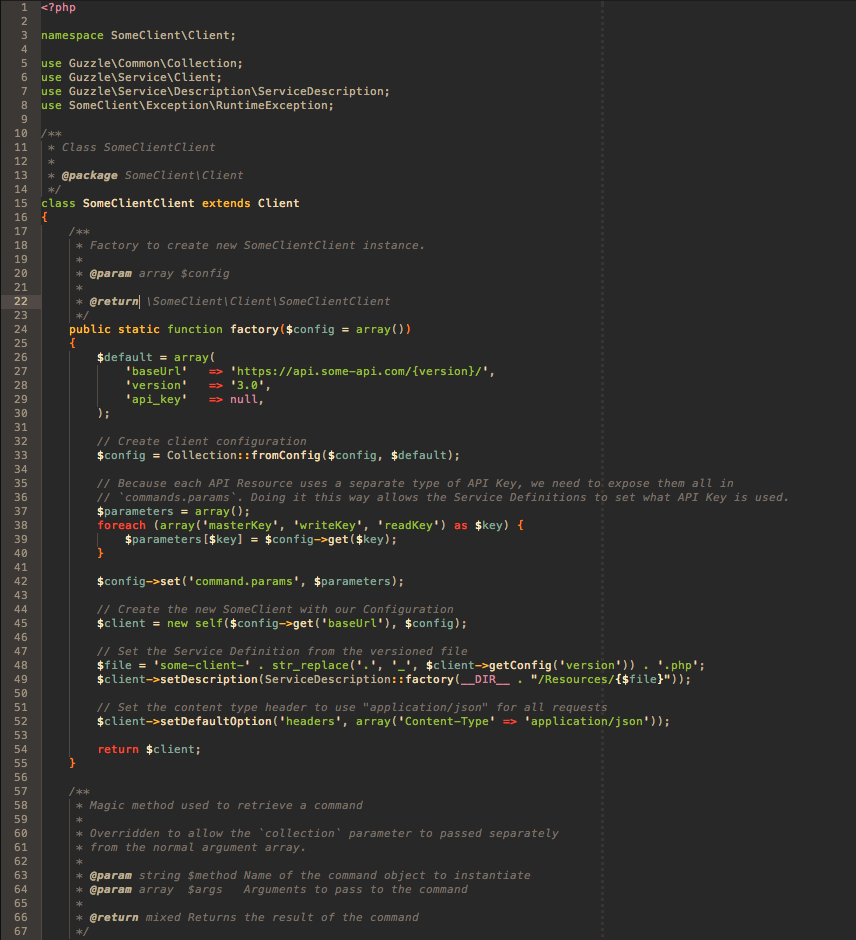 1 <?php
2
3 namespace SomeClient\Client;
4
5 use Guzzle\Common\Collection;
6 use Guzzle\Service\Client;
7 use Guzzle\Service\Description\ServiceDescription;
8 use SomeClient\Exception\RuntimeException;
9
10 /**
11  * Class SomeClientClient
12  *
13  * @package SomeClient\Client
14  */
15 class SomeClientClient extends Client
16 {
17     /**
18      * Factory to create new SomeClientClient instance.
19      *
20      * @param array $config
21      *
22      * @return \SomeClient\Client\SomeClientClient
23      */
24     public static function factory($config = array())
25     {
26         $default = array(
27             'baseUrl'   => 'https://api.some-api.com/{version}/',
28             'version'   => '3.0',
29             'api_key'   => null,
30         );
31
32         // Create client configuration
33         $config = Collection::fromConfig($config, $default);
34
35         // Because each API Resource uses a separate type of API Key, we need to expose them all in
36         // `commands.params`. Doing it this way allows the Service Definitions to set what API Key is used.
37         $parameters = array();
38         foreach (array('masterKey', 'writeKey', 'readKey') as $key) {
39             $parameters[$key] = $config->get($key);
40         }
41
42         $config->set('command.params', $parameters);
43
44         // Create the new SomeClient with our Configuration
45         $client = new self($config->get('baseUrl'), $config);
46
47         // Set the Service Definition from the versioned file
48         $file = 'some-client-' . str_replace('.', '_', $client->getConfig('version')) . '.php';
49         $client->setDescription(ServiceDescription::factory(__DIR__ . "/Resources/{$file}"));
50
51         // Set the content type header to use "application/json" for all requests
52         $client->setDefaultOption('headers', array('Content-Type' => 'application/json'));
53
54         return $client;
55     }
56
57     /**
58      * Magic method used to retrieve a command
59      *
60      * Overridden to allow the `collection` parameter to passed separately
61      * from the normal argument array.
62      *
63      * @param string $method Name of the command object to instantiate
64      * @param array  $args   Arguments to pass to the command
65      *
66      * @return mixed Returns the result of the command
67      */